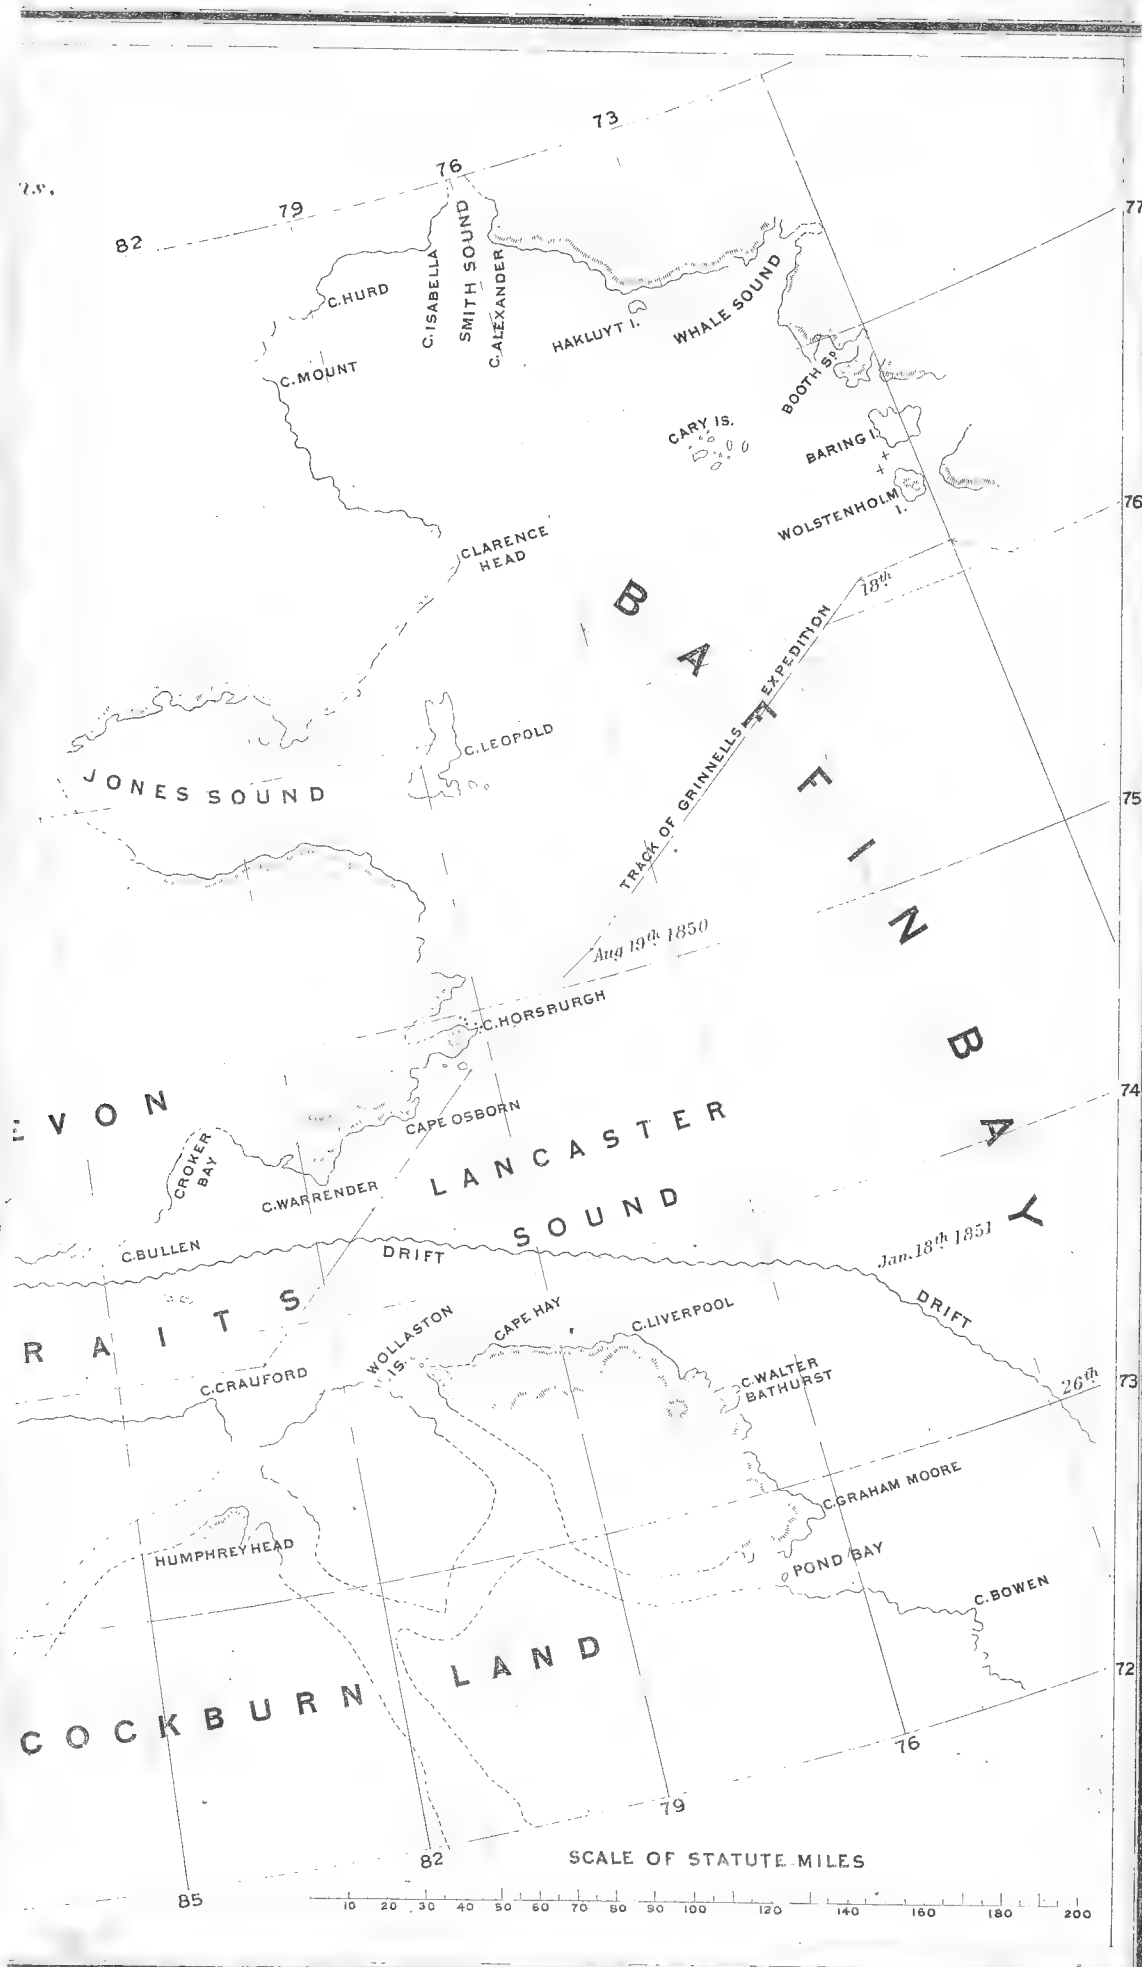 73
76
79
82
77
C. HURD
C. ISABELLA
SMITH SOUND
C. ALEXANDER
HAKLUYT I.
WHALE SOUND
C. MOUNT
BOOTH SD.
CARY IS.
BARING I.
WOLSTENHOLM
I.
76
CLARENCE
HEAD
18th
BAFFIN BAY
TRACK OF GRINNELLS EXPEDITION
C. LEOPOLD
JONES SOUND
75
Aug 19th 1850
C. HORSBURGH
74
EVON
CAPE OSBORN
LANCASTER
SOUND
CROKER
BAY
C. WARRENDER
C. BULLEN
DRIFT
Jan. 18th 1851
DRIFT
RAITS
WOLLASTON
IS.
CAPE HAY
C. LIVERPOOL
C. CRAUFORD
C. WALTER
BATHURST
26th
73
C. GRAHAM MOORE
HUMPHREY HEAD
POND BAY
C. BOWEN
COCKBURN LAND
72
76
79
82
85
SCALE OF STATUTE MILES
10 20 30 40 50 60 70 80 90 100 120 140 160 180 200